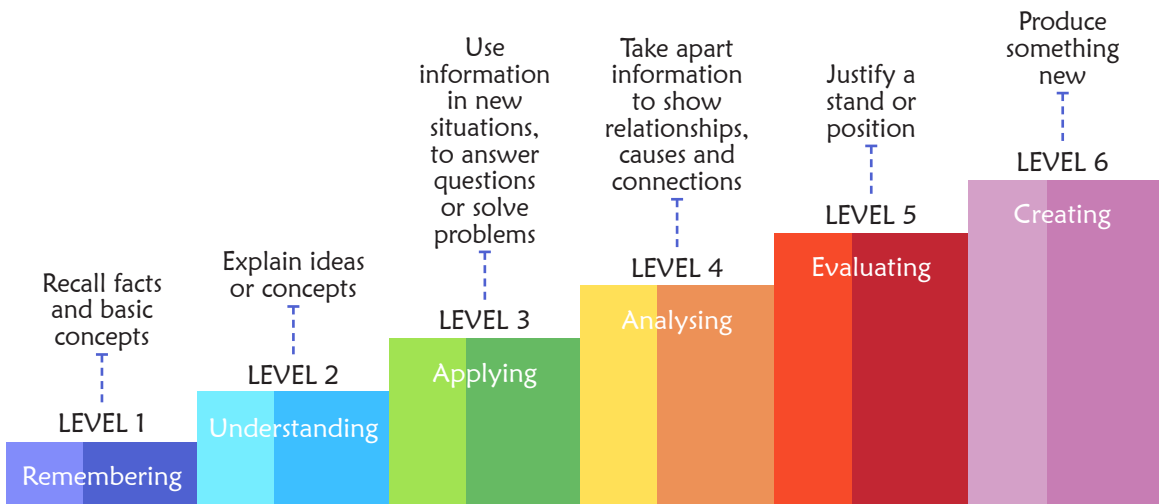 Recall facts
and basic
concepts
LEVEL 1
Remembering
Explain ideas
or concepts
LEVEL 2
Understanding
Use
information
in new
situations,
to answer
questions
or solve
problems
LEVEL 3
Applying
Take apart
information
to show
relationships,
causes and
connections
LEVEL 4
Analysing
Justify a
stand or
position
LEVEL 5
Evaluating
Produce
something
new
LEVEL 6
Creating